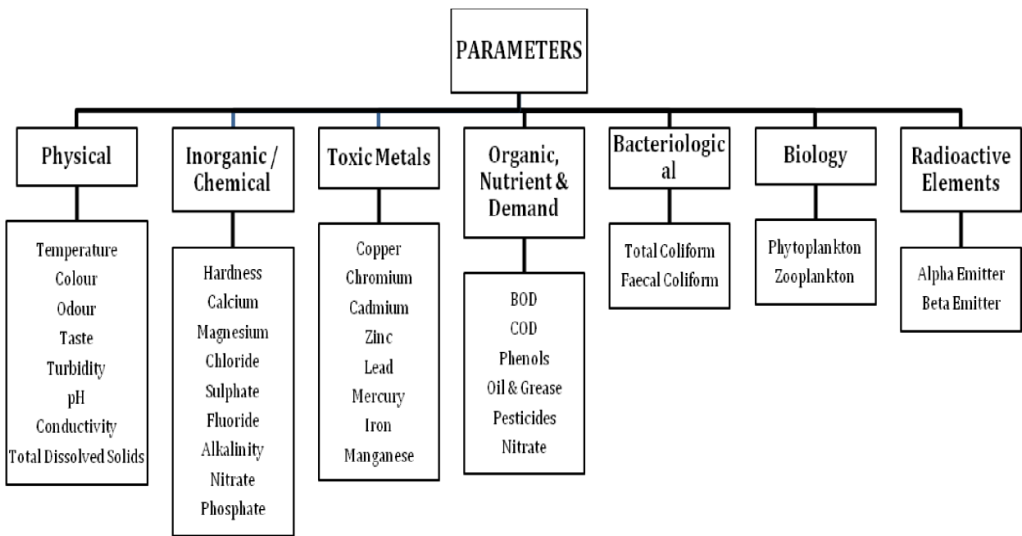 PARAMETERS
Physical
Temperature
Colour
Odour
Taste
Turbidity
pH
Conductivity
Total Dissolved Solids
Inorganic /
Chemical
Hardness
Calcium
Magnesium
Chloride
Sulphate
Fluoride
Alkalinity
Nitrate
Phosphate
Toxic Metals
Copper
Chromium
Cadmium
Zinc
Lead
Mercury
Iron
Manganese
Organic,
Nutrient &
Demand
BOD
COD
Phenols
Oil & Grease
Pesticides
Nitrate
Bacteriologic
al
Total Coliform
Faecal Coliform
Biology
Phytoplankton
Zooplankton
Radioactive
Elements
Alpha Emitter
Beta Emitter